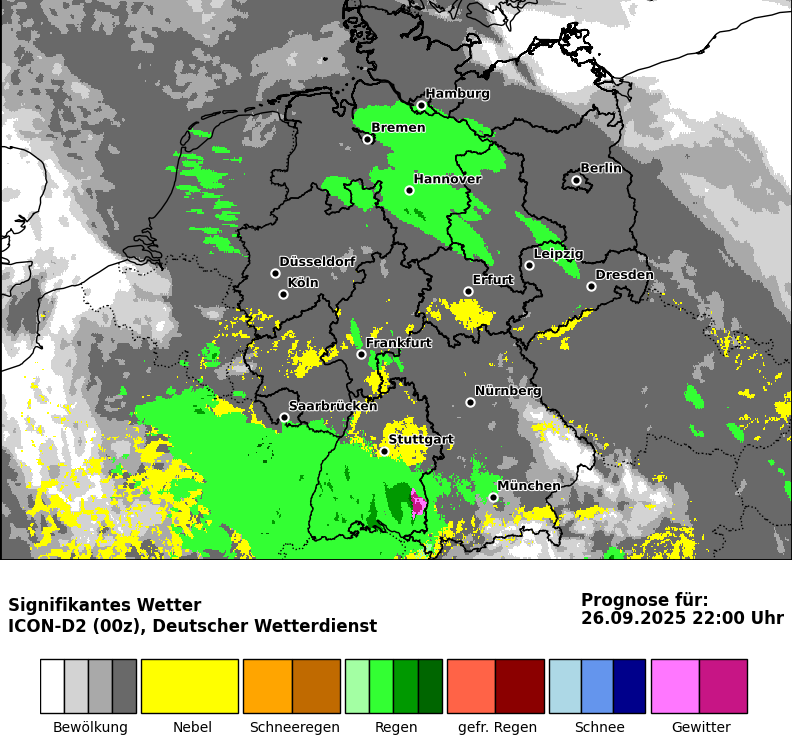 Hamburg
Bremen
Berlin
Hannover
Düsseldorf
Leipzig
Köln
Erfurt
Dresden
Frankfurt
Nürnberg
Saarbrücken
Stuttgart
München
Signifikantes Wetter
ICON-D2 (00z), Deutscher Wetterdienst
Prognose für:
26.09.2025 22:00 Uhr
Bewölkung Nebel Schneeregen Regen gefr. Regen Schnee Gewitter